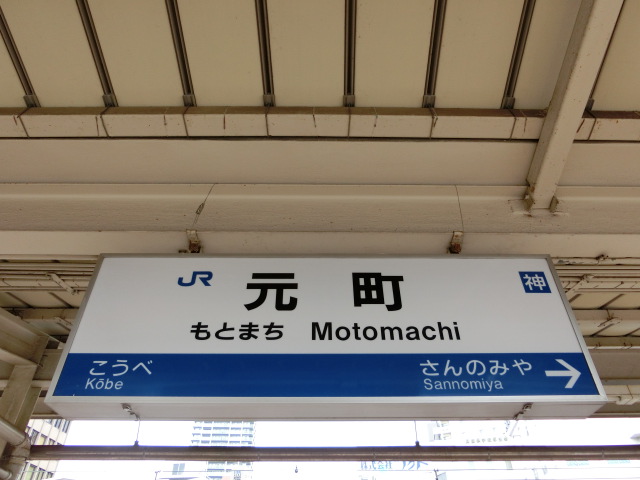 JR 元町 神
もとまち Motomachi
こうべ さんのみや
Kōbe Sannomiya